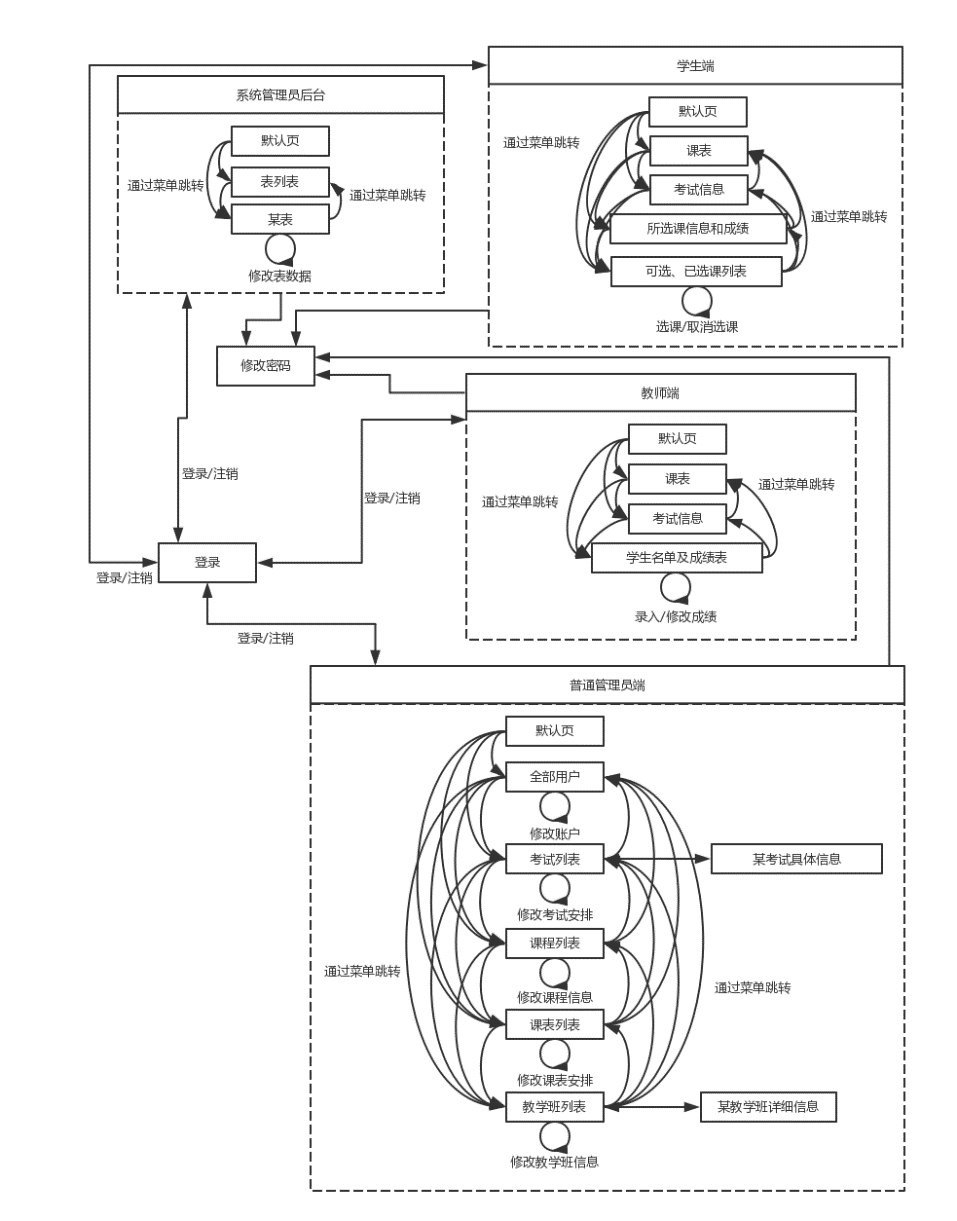 学生端
默认页
通过菜单跳转
课表
考试信息
通过菜单跳转
所选课信息和成绩
可选、已选课列表
选课/取消选课
系统管理员后台
默认页
表列表
通过菜单跳转
通过菜单跳转
某表
修改表数据
修改密码
教师端
默认页
课表
通过菜单跳转
通过菜单跳转
考试信息
学生名单及成绩表
录入/修改成绩
登录/注销
登录/注销
登录
登录/注销
登录/注销
普通管理员端
默认页
全部用户
修改账户
考试列表
某考试具体信息
修改考试安排
课程列表
通过菜单跳转
通过菜单跳转
修改课程信息
课表列表
修改课表安排
教学班列表
某教学班详细信息
修改教学班信息